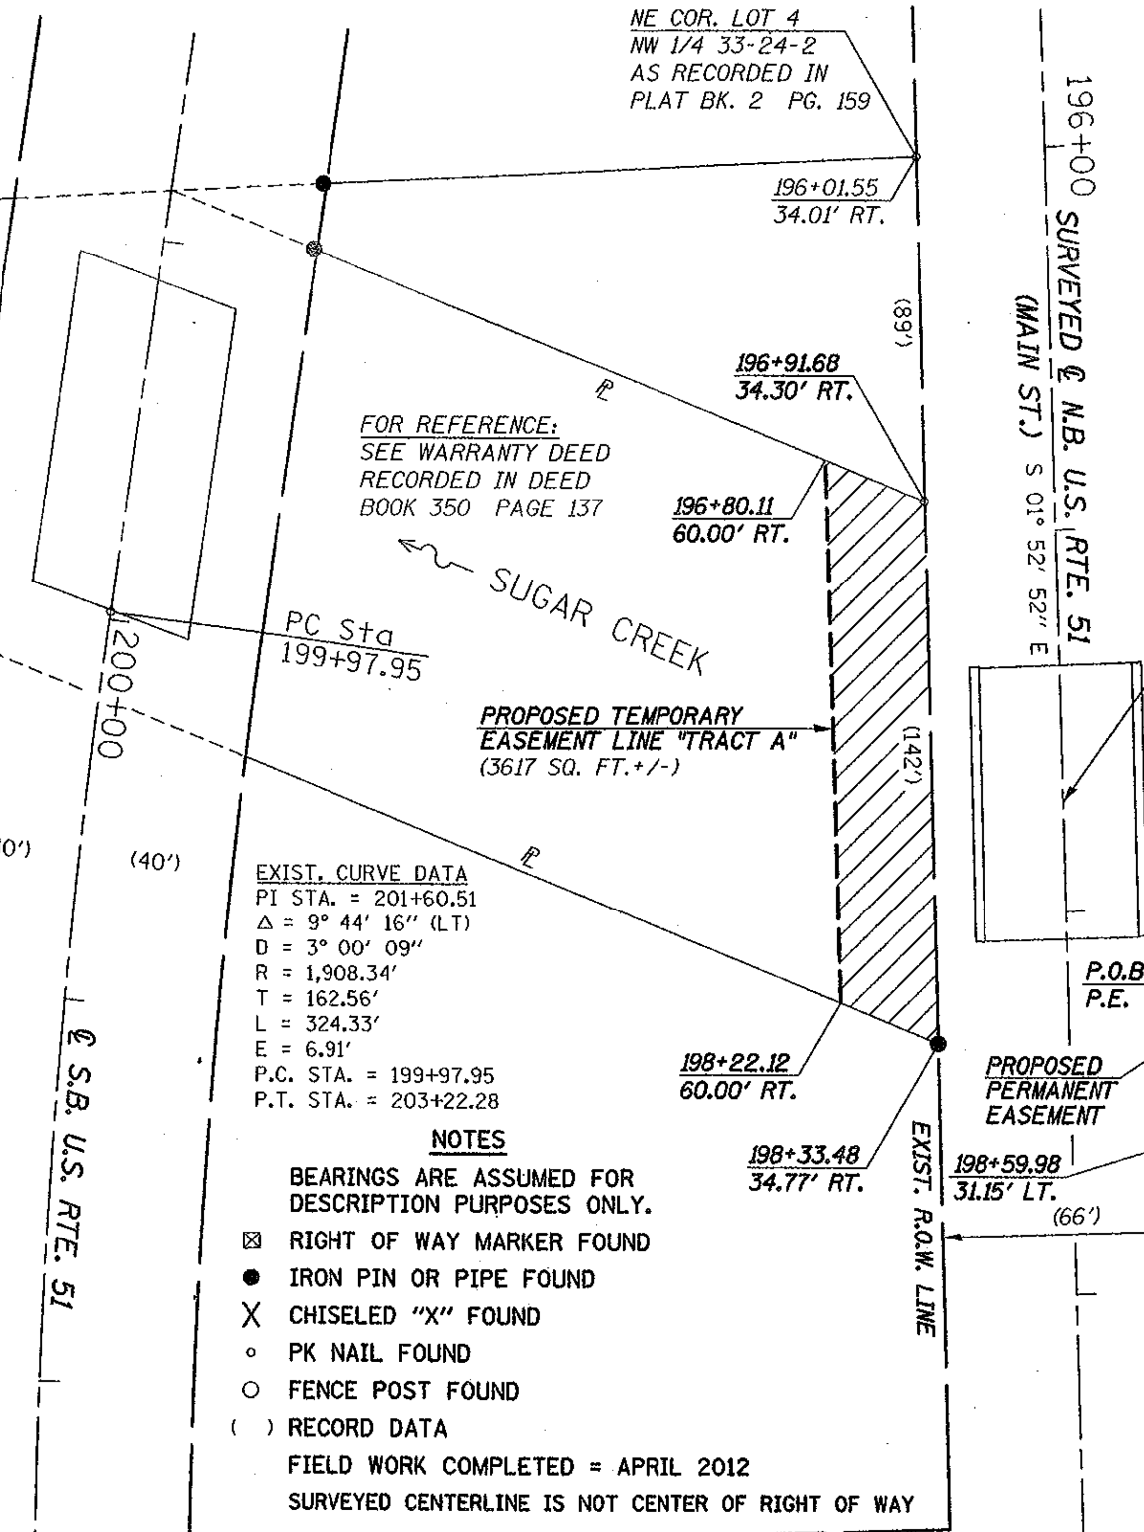 NE COR. LOT 4
NW 1/4 33-24-2
AS RECORDED IN
PLAT BK. 2 PG. 159
196+00
SURVEYED ℄ N.B. U.S. RTE. 51
(MAIN ST.) S 01° 52' 52" E
196+01.55
34.01' RT.
(89')
196+91.68
34.30' RT.
℄
FOR REFERENCE:
SEE WARRANTY DEED
RECORDED IN DEED
BOOK 350 PAGE 137
196+80.11
60.00' RT.
SUGAR CREEK
PC Sta
199+97.95
200+00
PROPOSED TEMPORARY
EASEMENT LINE "TRACT A"
(3617 SQ. FT.+/-)
(142')
0')
(40')
EXIST. CURVE DATA
PI STA. = 201+60.51
Δ = 9° 44' 16" (LT)
D = 3° 00' 09"
R = 1,908.34'
T = 162.56'
L = 324.33'
E = 6.91'
P.C. STA. = 199+97.95
P.T. STA. = 203+22.28
P.O.B
P.E.
℄ S.B. U.S. RTE. 51
198+22.12
60.00' RT.
PROPOSED
PERMANENT
EASEMENT
198+33.48
34.77' RT.
EXIST. R.O.W. LINE
198+59.98
31.15' LT.
(66')
NOTES
BEARINGS ARE ASSUMED FOR
DESCRIPTION PURPOSES ONLY.
RIGHT OF WAY MARKER FOUND
IRON PIN OR PIPE FOUND
CHISELED "X" FOUND
PK NAIL FOUND
FENCE POST FOUND
( ) RECORD DATA
FIELD WORK COMPLETED = APRIL 2012
SURVEYED CENTERLINE IS NOT CENTER OF RIGHT OF WAY